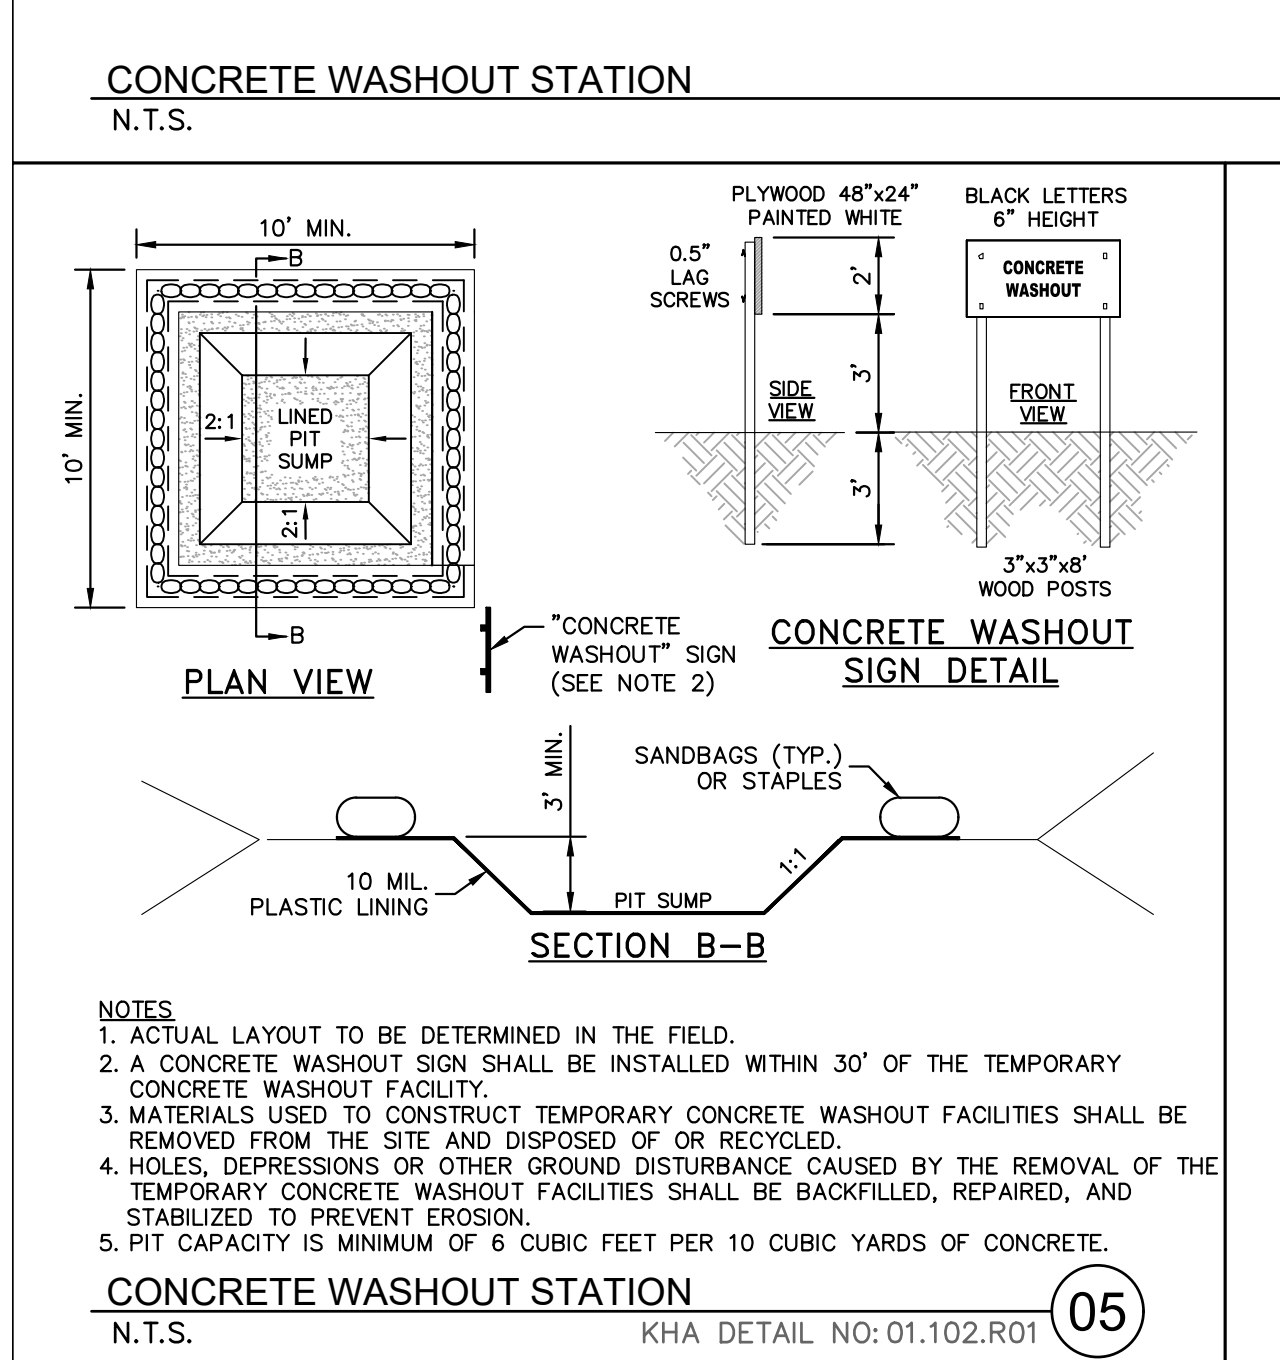 CONCRETE WASHOUT STATION
N.T.S.
10' MIN.
B
10' MIN.
2:1
LINED
PIT
SUMP
2:1
B
PLAN VIEW
"CONCRETE
WASHOUT" SIGN
(SEE NOTE 2)
PLYWOOD 48"x24"
PAINTED WHITE
0.5"
LAG
SCREWS
2'
3'
3'
SIDE
VIEW
BLACK LETTERS
6" HEIGHT
CONCRETE
WASHOUT
FRONT
VIEW
3"x3"x8'
WOOD POSTS
CONCRETE WASHOUT
SIGN DETAIL
3' MIN.
SANDBAGS (TYP.)
OR STAPLES
10 MIL.
PLASTIC LINING
1:1
PIT SUMP
SECTION B-B
NOTES
1. ACTUAL LAYOUT TO BE DETERMINED IN THE FIELD.
2. A CONCRETE WASHOUT SIGN SHALL BE INSTALLED WITHIN 30' OF THE TEMPORARY
CONCRETE WASHOUT FACILITY.
3. MATERIALS USED TO CONSTRUCT TEMPORARY CONCRETE WASHOUT FACILITIES SHALL BE
REMOVED FROM THE SITE AND DISPOSED OF OR RECYCLED.
4. HOLES, DEPRESSIONS OR OTHER GROUND DISTURBANCE CAUSED BY THE REMOVAL OF THE
TEMPORARY CONCRETE WASHOUT FACILITIES SHALL BE BACKFILLED, REPAIRED, AND
STABILIZED TO PREVENT EROSION.
5. PIT CAPACITY IS MINIMUM OF 6 CUBIC FEET PER 10 CUBIC YARDS OF CONCRETE.
CONCRETE WASHOUT STATION
05
N.T.S.
KHA DETAIL NO: 01.102.R01